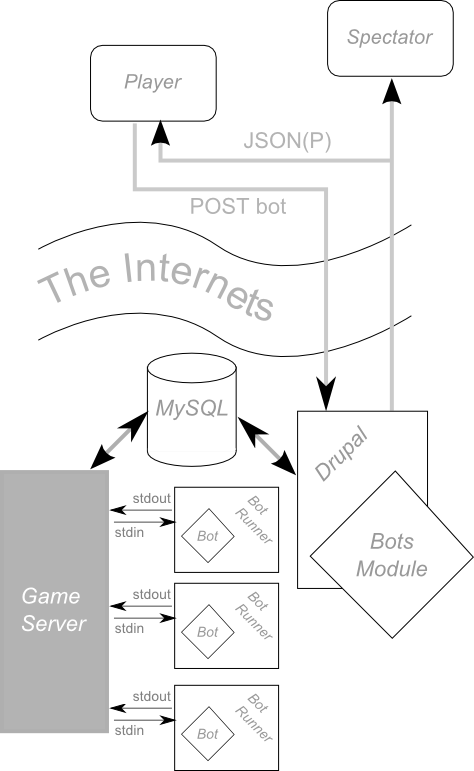 Spectator
Player
JSON(P)
POST bot
The Internets
MySQL
Drupal
Bots
Module
Game
Server
stdout
stdin
Bot
Runner
Bot
stdout
stdin
Bot
Runner
Bot
stdout
stdin
Bot
Runner
Bot